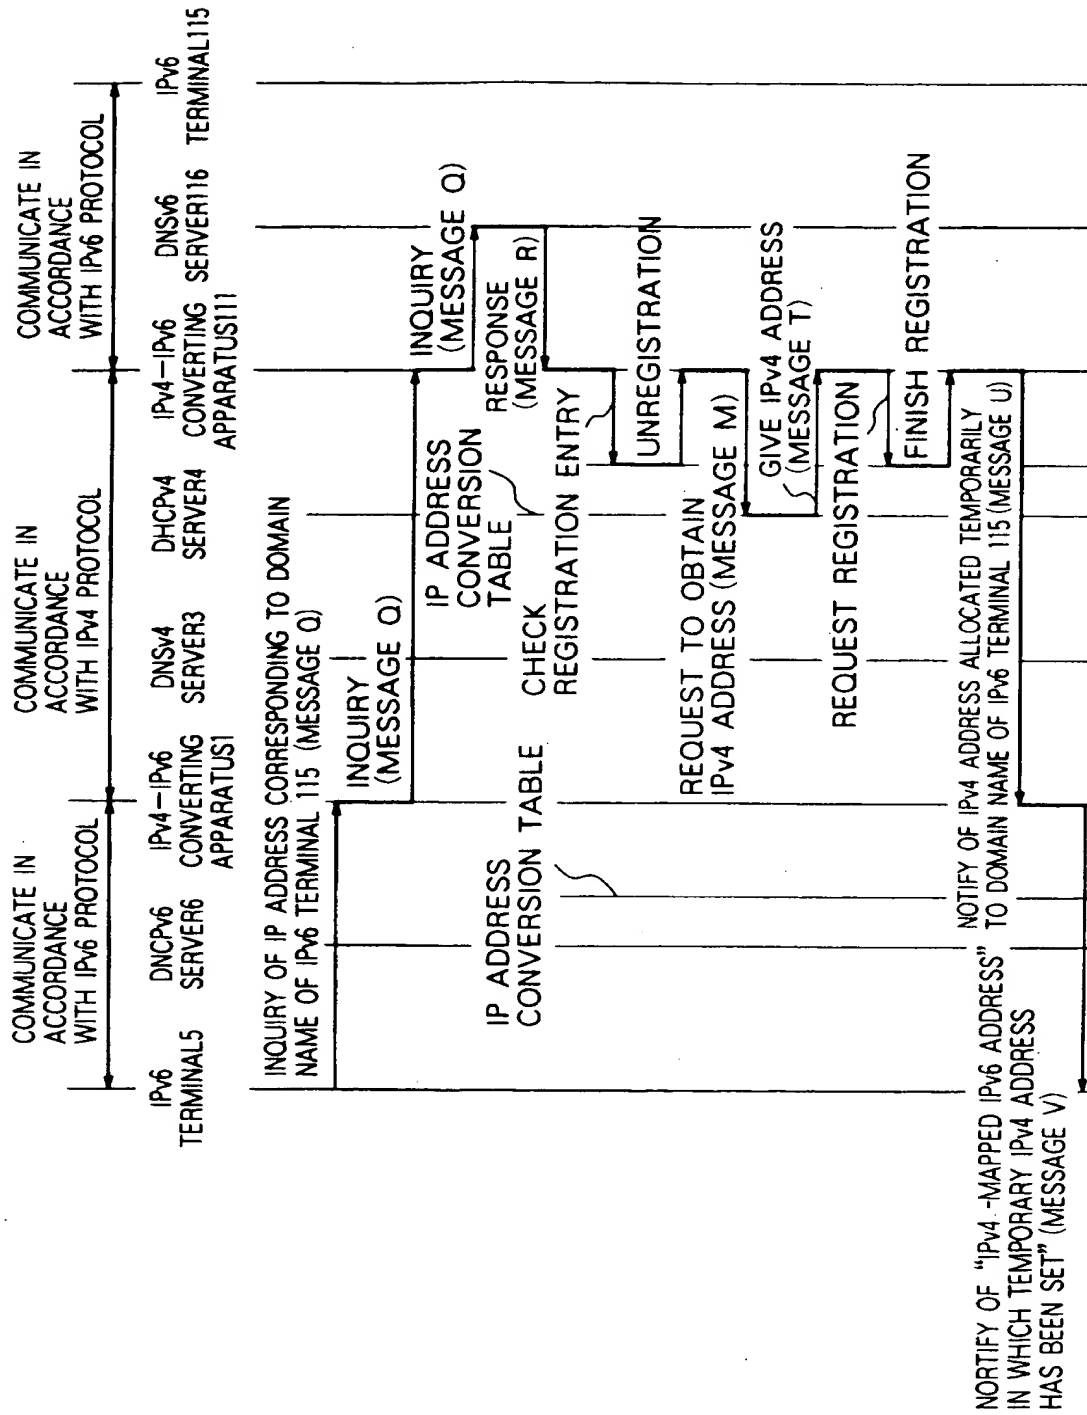 COMMUNICATE IN
ACCORDANCE
WITH IPv6 PROTOCOL
COMMUNICATE IN
ACCORDANCE
WITH IPv4 PROTOCOL
COMMUNICATE IN
ACCORDANCE
WITH IPv6 PROTOCOL
IPv6
TERMINAL5
DNCPv6
SERVER6
IPv4-IPv6
CONVERTING
APPARATUS1
DNSv4
SERVER3
DHCPv4
SERVER4
IPv4-IPv6
CONVERTING
APPARATUS111
DNSv6
SERVER116
IPv6
TERMINAL115
INQUIRY OF IP ADDRESS CORRESPONDING TO DOMAIN
NAME OF IPv6 TERMINAL 115 (MESSAGE Q)
INQUIRY
(MESSAGE Q)
INQUIRY
(MESSAGE Q)
IP ADDRESS
CONVERSION
TABLE
RESPONSE
(MESSAGE R)
IP ADDRESS
CONVERSION TABLE
CHECK
REGISTRATION ENTRY
UNREGISTRATION
REQUEST TO OBTAIN
IPv4 ADDRESS (MESSAGE M)
GIVE IPv4 ADDRESS
(MESSAGE T)
REQUEST REGISTRATION
FINISH REGISTRATION
NOTIFY OF IPv4 ADDRESS ALLOCATED TEMPORARILY
TO DOMAIN NAME OF IPv6 TERMINAL 115 (MESSAGE U)
NORTIFY OF "IPv4 -MAPPED IPv6 ADDRESS"
IN WHICH TEMPORARY IPv4 ADDRESS
HAS BEEN SET" (MESSAGE V)